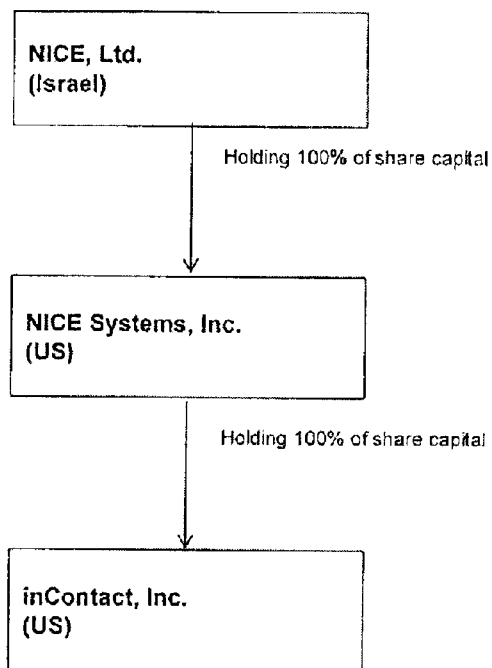 NICE, Ltd.
(Israel)
Holding 100% of share capital
NICE Systems, Inc.
(US)
Holding 100% of share capital
inContact, Inc.
(US)